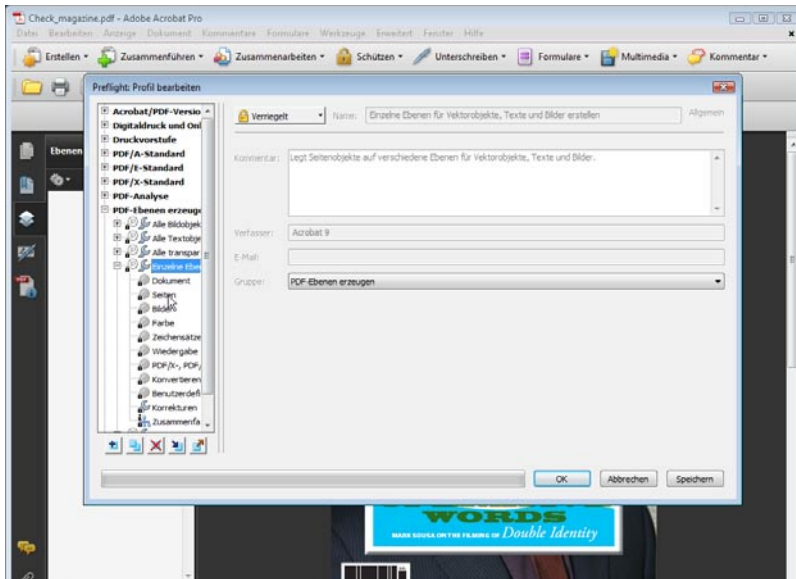 Check_magazine.pdf - Adobe Acrobat Pro
Datei Bearbeiten Anzeige Dokument Kommentare Formulare Werkzeuge Erweitert Fenster Hilfe
Erstellen Zusammenführen Zusammenarbeiten Schützen Unterschreiben Formulare Multimedia Kommentar
Preflight: Profil bearbeiten
Ebenen
Acrobat/PDF-Versio
Digitaldruck und Onl
Druckvorstufe
PDF/A-Standard
PDF/E-Standard
PDF/X-Standard
PDF-Analyse
PDF-Ebenen erzeuge
Alle Bildobjek
Alle Textobje
Alle transpar
Einzelne Eber
Dokument
Seiten
Bilder
Farbe
Zeichensätze
Wiedergabe
PDF/X-, PDF/
Konvertieren
Benutzerdefi
Korrekturen
Zusammenfa
Verriegelt Name: Einzelne Ebenen für Vektorobjekte, Texte und Bilder erstellen Allgemein
Kommentar: Legt Seitenobjekte auf verschiedene Ebenen für Vektorobjekte, Texte und Bilder.
Verfasser: Acrobat 9
E-Mail:
Gruppe: PDF-Ebenen erzeugen
OK Abbrechen Speichern
WORDS
MARK SOUSA ON THE FILMING OF Double Identity